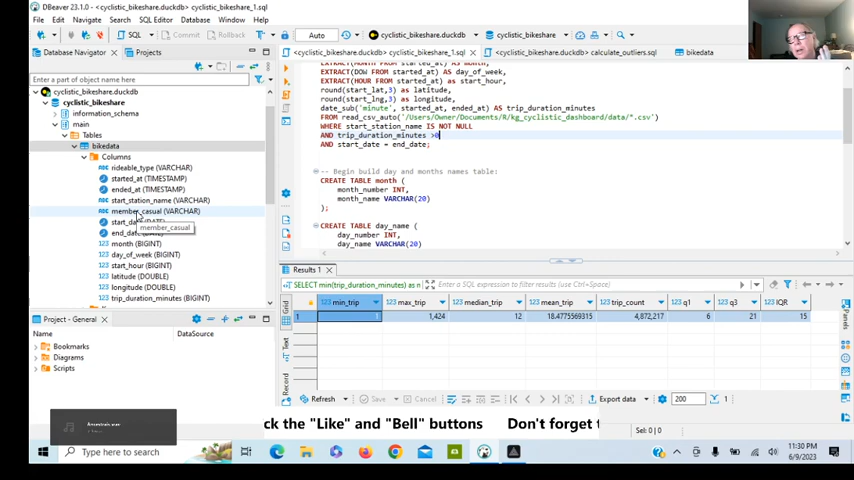 DBeaver 23.1.0 - <cyclistic_bikeshare.duckdb> cyclistic_bikeshare_1.sql
File Edit Navigate Search SQL Editor Database Window Help
SQL Commit Rollback Auto <cyclistic_bikeshare.duckdb> cyclistic_bikeshare
Database Navigator Projects
<cyclistic_bikeshare.duckdb> cyclistic_bikeshare_1.sql <cyclistic_bikeshare.duckdb> calculate_outliers.sql bikedata
Enter a part of object name here
cyclistic_bikeshare.duckdb
cyclistic_bikeshare
information_schema
main
Tables
bikedata
Columns
rideable_type (VARCHAR)
started_at (TIMESTAMP)
ended_at (TIMESTAMP)
start_station_name (VARCHAR)
member_casual (VARCHAR)
member_casual
month (BIGINT)
day_of_week (BIGINT)
start_hour (BIGINT)
latitude (DOUBLE)
longitude (DOUBLE)
trip_duration_minutes (BIGINT)
EXTRACT(MONTH FROM started_at) AS month,
EXTRACT(DOW FROM started_at) AS day_of_week,
EXTRACT(HOUR FROM started_at) as start_hour,
round(start_lat,3) as latitude,
round(start_lng,3) as longitude,
date_sub('minute', started_at, ended_at) AS trip_duration_minutes
FROM read_csv_auto('/Users/Owner/Documents/R/kg_cyclistic_dashboard/data/*.csv')
WHERE start_station_name IS NOT NULL
AND trip_duration_minutes >0
AND start_date = end_date;
-- Begin build day and months names table:
CREATE TABLE month (
month_number INT,
month_name VARCHAR(20)
);
CREATE TABLE day_name (
day_number INT,
day_name VARCHAR(20)
Results 1
SELECT min(trip_duration_minutes) as n Enter a SQL expression to filter results (use Ctrl+Space)
Grid
Text
Record
Panels
123 min_trip 123 max_trip 123 median_trip 123 mean_trip 123 trip_count 123 q1 123 q3 123 IQR
1 1 1,424 12 18.4775569315 4,872,217 6 21 15
Refresh Save Cancel Export data 200 1
Project - General
Name DataSource
Bookmarks
Diagrams
Scripts
ck the "Like" and "Bell" buttons Don't forget t
Sel: 0 | 0
Type here to search
11:30 PM
6/9/2023